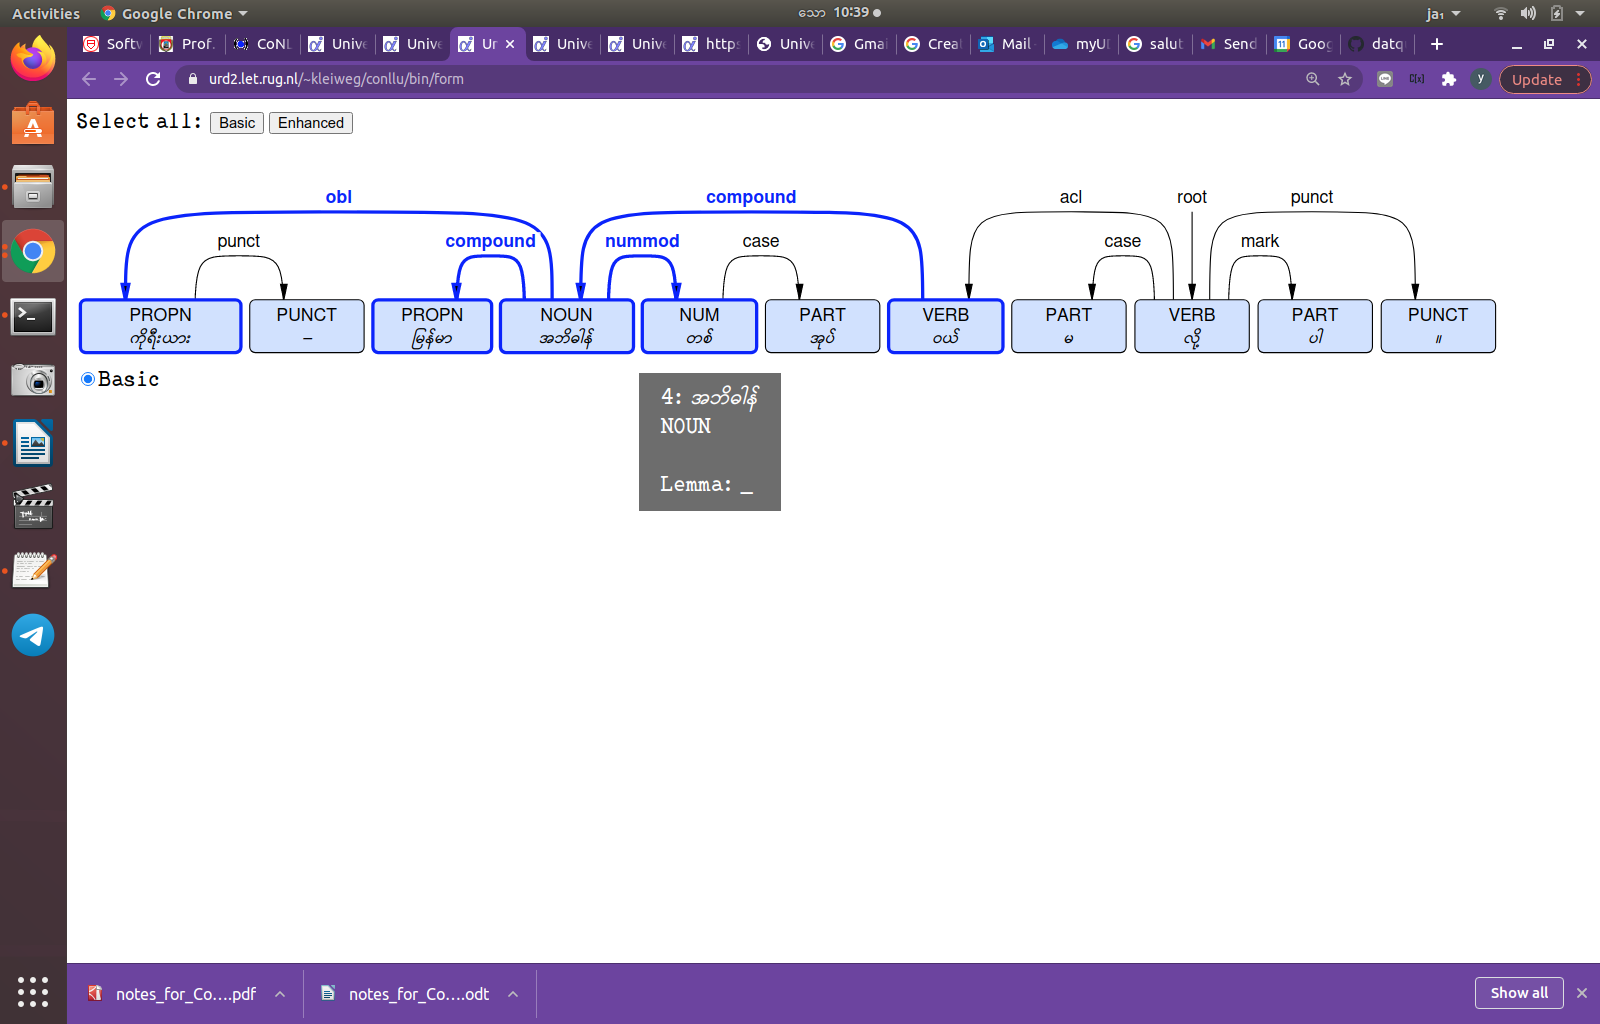 Activities Google Chrome သော 10:39 ja₁
Softv Prof. CoNL Unive Unive Ur Unive Unive http: Unive Gmai Creat Mail - myUI salut Send Goog datq
urd2.let.rug.nl/~kleiweg/conllu/bin/form Update
Select all: Basic Enhanced
obl compound acl root punct
punct compound nummod case case mark
PROPN PUNCT PROPN NOUN NUM PART VERB PART VERB PART PUNCT
ကိုရီးယား – မြန်မာ အဘိဓါန် တစ် အုပ် ဝယ် မ လို့ ပါ ။
Basic
4: အဘိဓါန်
NOUN
Lemma: _
notes_for_Co....pdf notes_for_Co....odt Show all